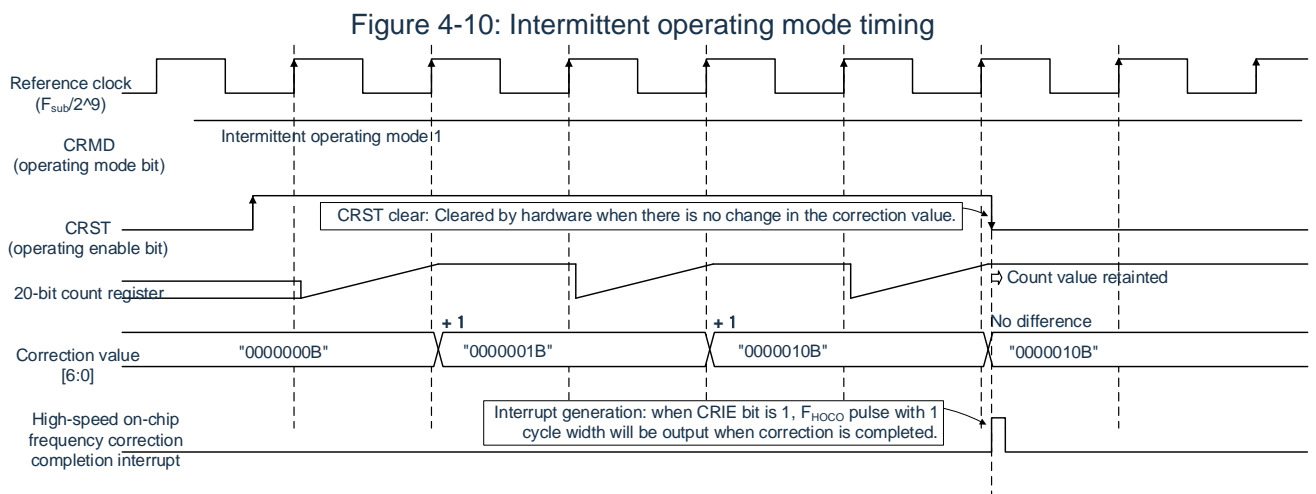 Figure 4-10: Intermittent operating mode timing
Reference clock
(Fsub/2^9)
Intermittent operating mode 1
CRMD
(operating mode bit)
CRST clear: Cleared by hardware when there is no change in the correction value.
CRST
(operating enable bit)
Count value retainted
20-bit count register
+ 1
+ 1
No difference
Correction value
[6:0]
"0000000B"
"0000001B"
"0000010B"
"0000010B"
Interrupt generation: when CRIE bit is 1, FHOCO pulse with 1
cycle width will be output when correction is completed.
High-speed on-chip
frequency correction
completion interrupt